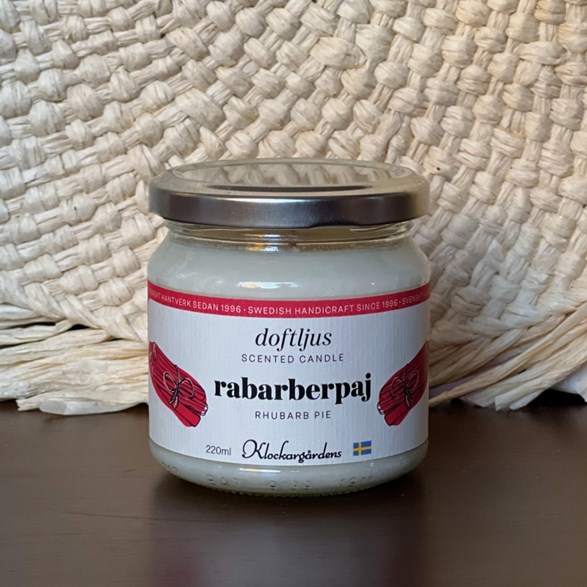 HANTVERK SEDAN 1996 · SWEDISH HANDICRAFT SINCE 1996 ·
doftljus
SCENTED CANDLE
rabarberpaj
RHUBARB PIE
220ml Klockargårdens